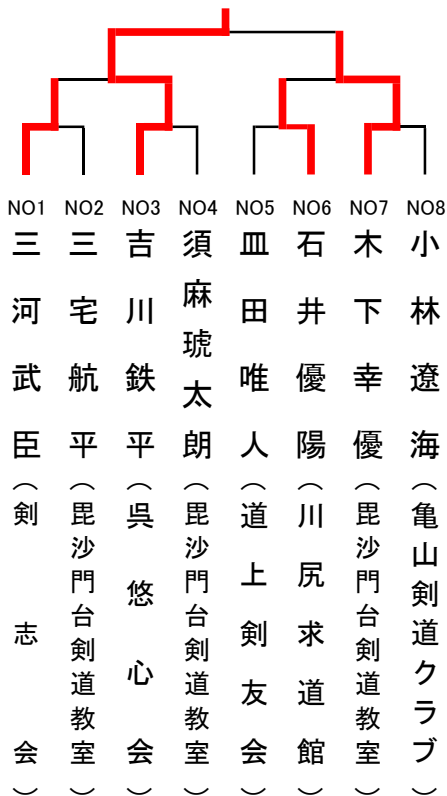 NO1 NO2 NO3 NO4 NO5 NO6 NO7 NO8
三河武臣（剣志会）
三宅航平（毘沙門台剣道教室）
吉川鉄平（呉悠心会）
須麻琥太朗（毘沙門台剣道教室）
皿田唯人（道上剣友会）
石井優陽（川尻求道館）
木下幸優（毘沙門台剣道教室）
小林遼海（亀山剣道クラブ）